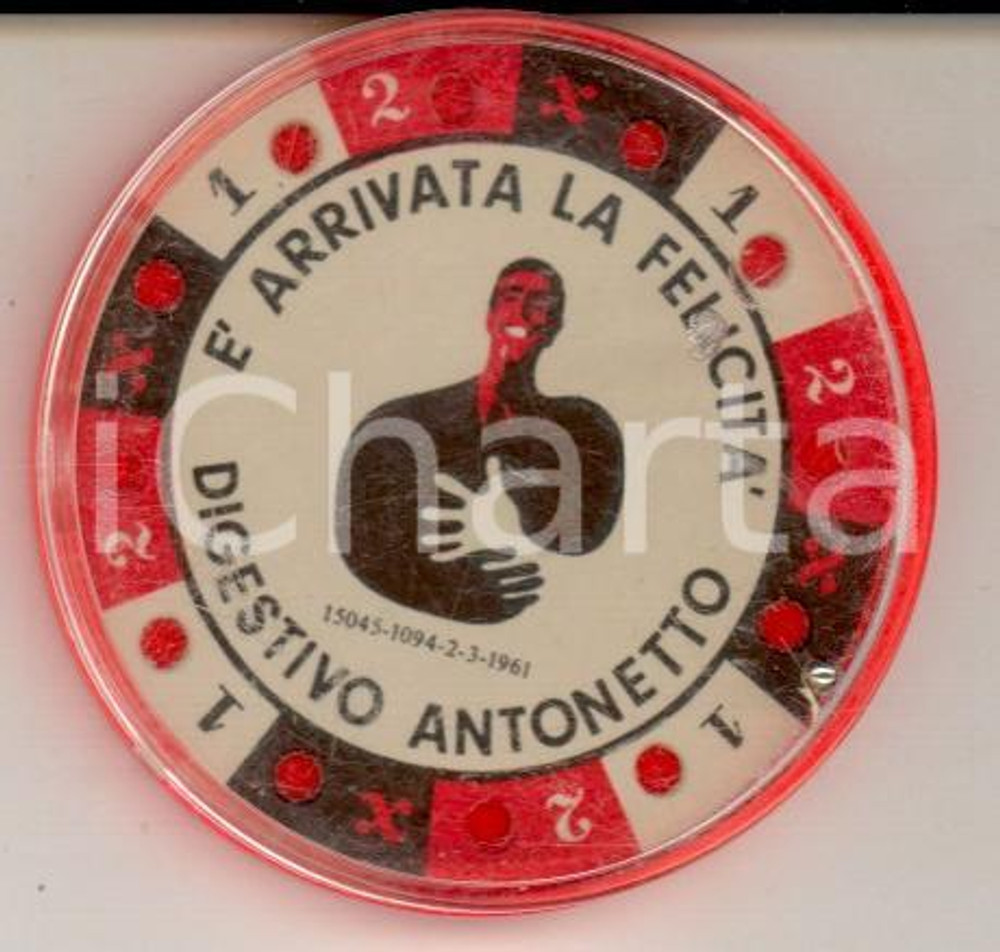 E' ARRIVATA LA FELICITA'
15045-1094-2-3-1961
DIGESTIVO ANTONETTO
2
X
1
2
X
1
2
X
1
2
X
1
iCharta